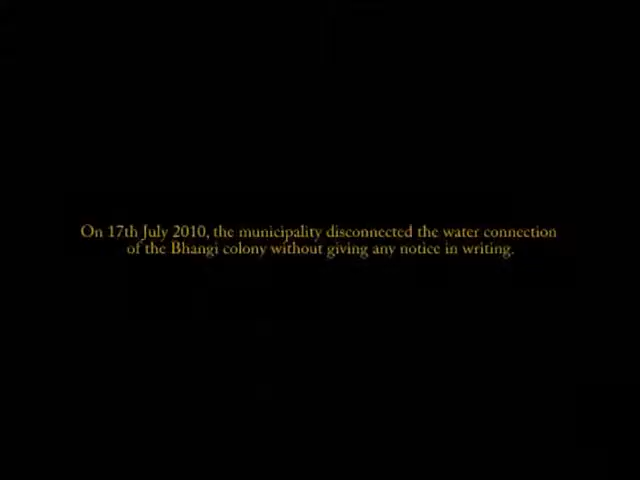 On 17th July 2010, the municipality disconnected the water connection
of the Bhangi colony without giving any notice in writing.